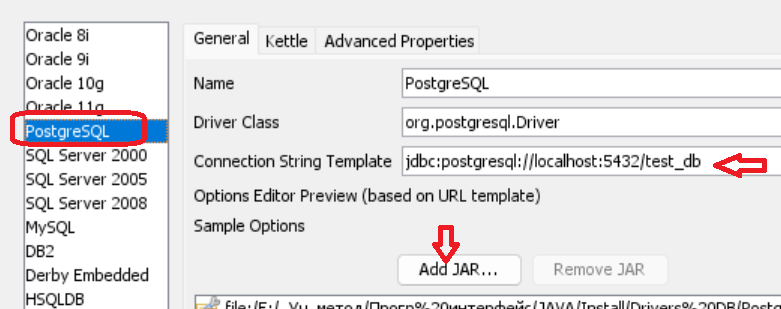 Oracle 8i
Oracle 9i
Oracle 10g
Oracle 11g
PostgreSQL
SQL Server 2000
SQL Server 2005
SQL Server 2008
MySQL
DB2
Derby Embedded
HSQLDB
General Kettle Advanced Properties
Name PostgreSQL
Driver Class org.postgresql.Driver
Connection String Template jdbc:postgresql://localhost:5432/test_db
Options Editor Preview (based on URL template)
Sample Options
Add JAR... Remove JAR
file:/E:/_Уч_метод/Прогр%20интерфейс/JAVA/Install/Drivers%20DB/Postg